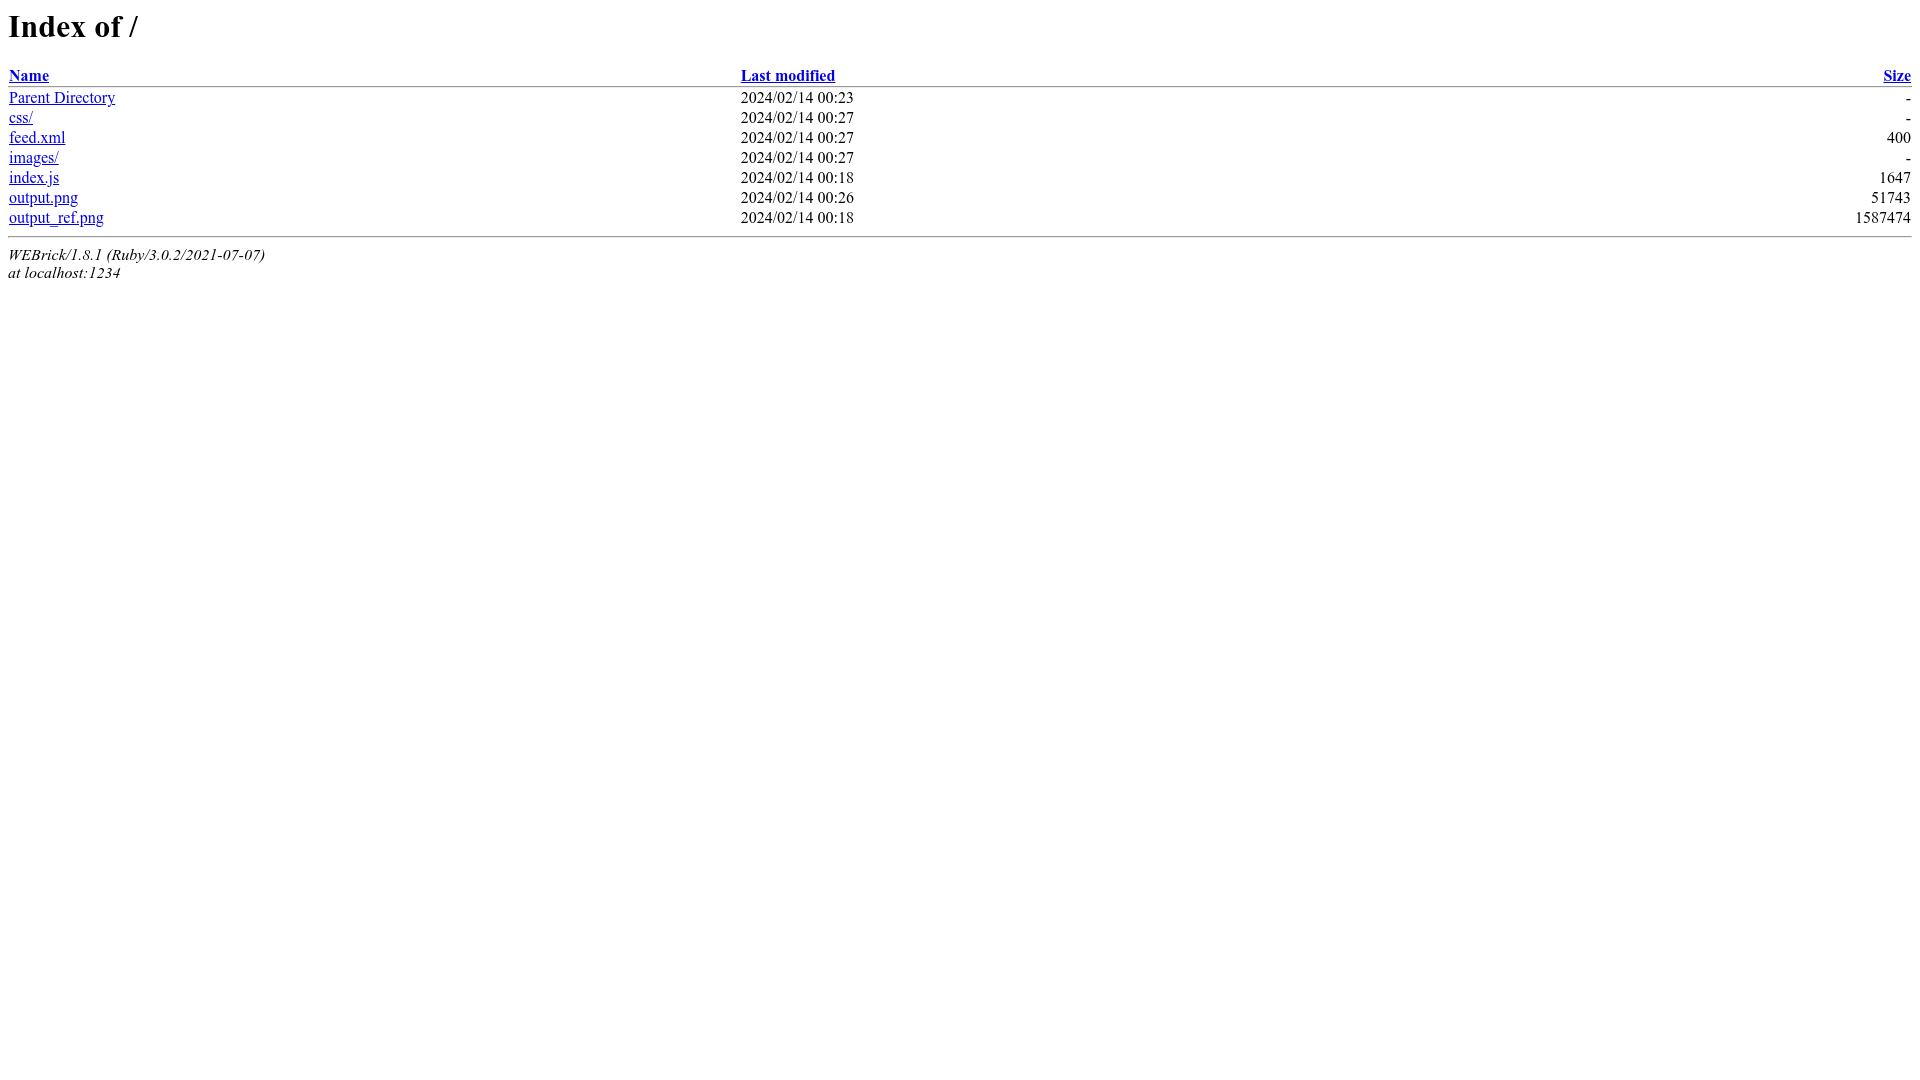 Index of /
Name Last modified Size
Parent Directory 2024/02/14 00:23 -
css/ 2024/02/14 00:27 -
feed.xml 2024/02/14 00:27 400
images/ 2024/02/14 00:27 -
index.js 2024/02/14 00:18 1647
output.png 2024/02/14 00:26 51743
output_ref.png 2024/02/14 00:18 1587474
WEBrick/1.8.1 (Ruby/3.0.2/2021-07-07)
at localhost:1234